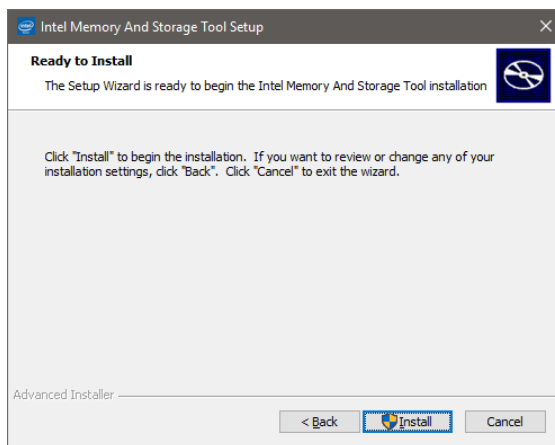 Intel Memory And Storage Tool Setup
Ready to Install
The Setup Wizard is ready to begin the Intel Memory And Storage Tool installation
Click "Install" to begin the installation. If you want to review or change any of your
installation settings, click "Back". Click "Cancel" to exit the wizard.
Advanced Installer
< Back Install Cancel